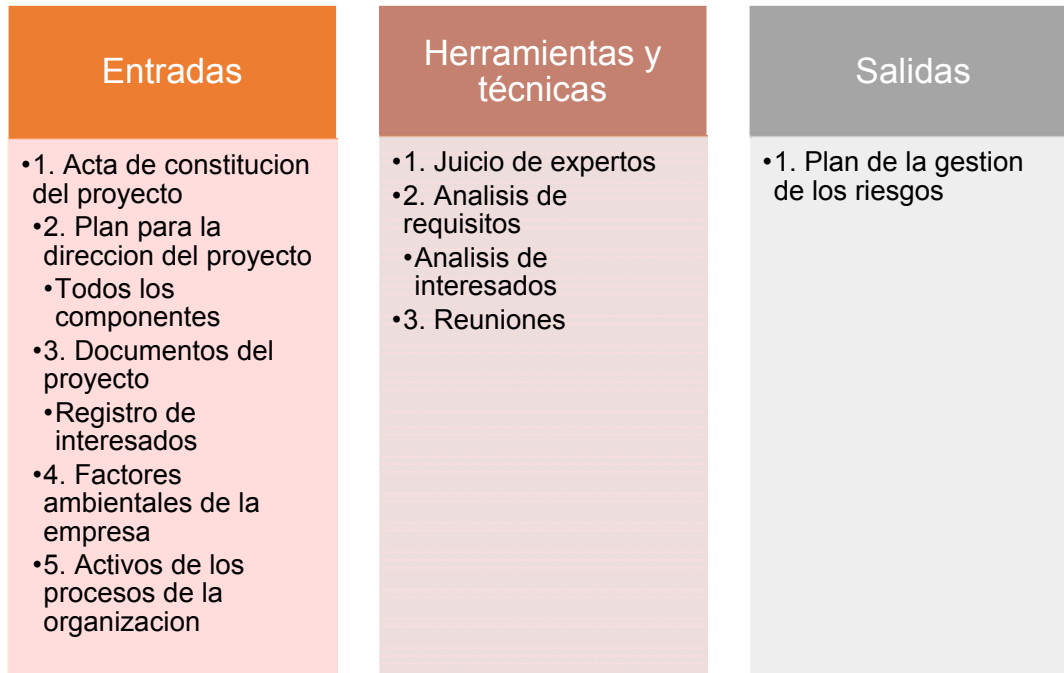 Entradas
•1. Acta de constitucion
del proyecto
•2. Plan para la
direccion del proyecto
•Todos los
componentes
•3. Documentos del
proyecto
•Registro de
interesados
•4. Factores
ambientales de la
empresa
•5. Activos de los
procesos de la
organizacion
Herramientas y
técnicas
•1. Juicio de expertos
•2. Analisis de
requisitos
•Analisis de
interesados
•3. Reuniones
Salidas
•1. Plan de la gestion
de los riesgos